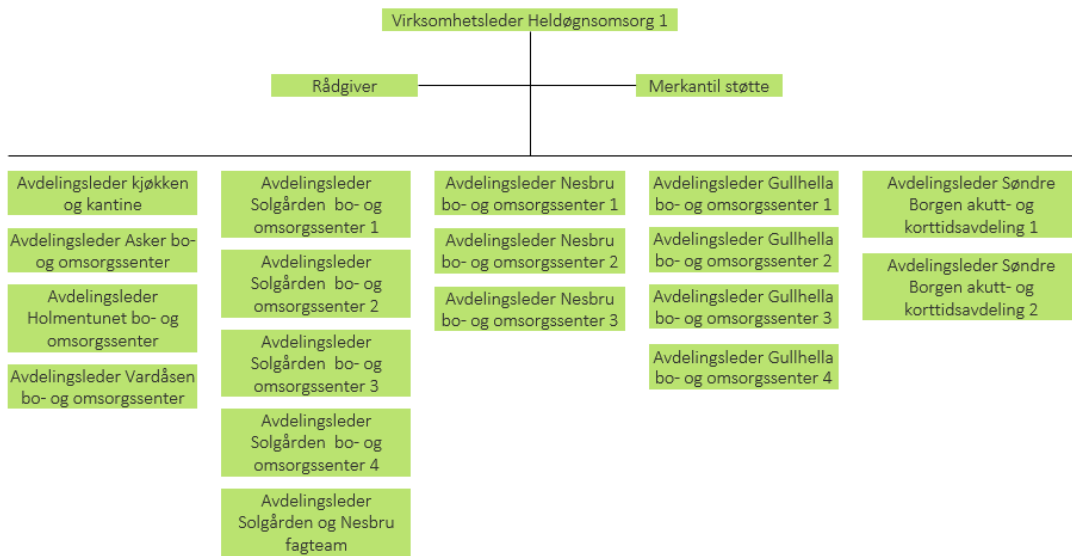 Virksomhetsleder Heldøgnsomsorg 1
Rådgiver
Merkantil støtte
Avdelingsleder kjøkken
og kantine
Avdelingsleder Asker bo-
og omsorgssenter
Avdelingsleder
Holmentunet bo- og
omsorgssenter
Avdelingsleder Vardåsen
bo- og omsorgssenter
Avdelingsleder
Solgården bo- og
omsorgssenter 1
Avdelingsleder
Solgården bo- og
omsorgssenter 2
Avdelingsleder
Solgården bo- og
omsorgssenter 3
Avdelingsleder
Solgården bo- og
omsorgssenter 4
Avdelingsleder
Solgården og Nesbru
fagteam
Avdelingsleder Nesbru
bo- og omsorgssenter 1
Avdelingsleder Nesbru
bo- og omsorgssenter 2
Avdelingsleder Nesbru
bo- og omsorgssenter 3
Avdelingsleder Gullhella
bo- og omsorgssenter 1
Avdelingsleder Gullhella
bo- og omsorgssenter 2
Avdelingsleder Gullhella
bo- og omsorgssenter 3
Avdelingsleder Gullhella
bo- og omsorgssenter 4
Avdelingsleder Søndre
Borgen akutt- og
korttidsavdeling 1
Avdelingsleder Søndre
Borgen akutt- og
korttidsavdeling 2